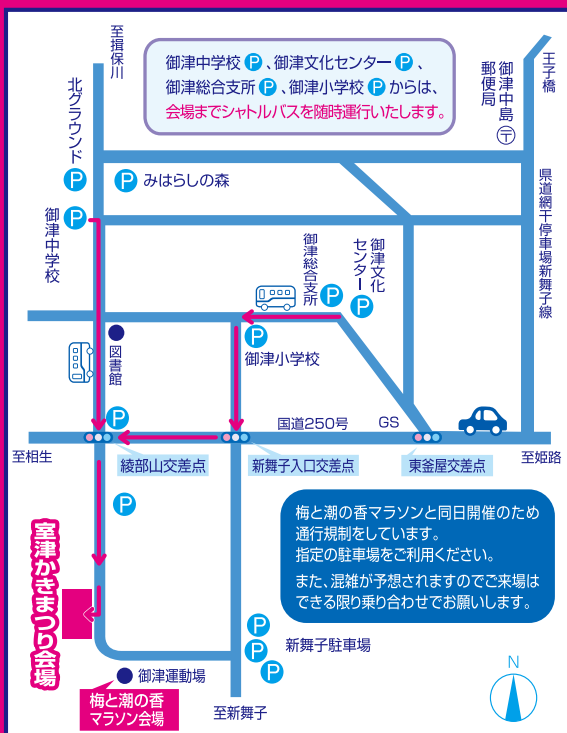 至揖保川
御津中学校 P 、御津文化センター P 、
御津総合支所 P 、御津小学校 P からは、
会場までシャトルバスを随時運行いたします。
王子橋
御津中島
郵便局
〒
北グラウンド
P
P みはらしの森
県道網干停車場新舞子線
御津中学校
P
御津総合支所
P
御津文化
センター
P
P
御津小学校
図書館
P
国道250号
GS
至相生
綾部山交差点
新舞子入口交差点
東釜屋交差点
至姫路
P
梅と潮の香マラソンと同日開催のため
通行規制をしています。
指定の駐車場をご利用ください。
また、混雑が予想されますのでご来場は
できる限り乗り合わせでお願いします。
室津かきまつり会場
P
P
P
新舞子駐車場
御津運動場
梅と潮の香
マラソン会場
至新舞子
N